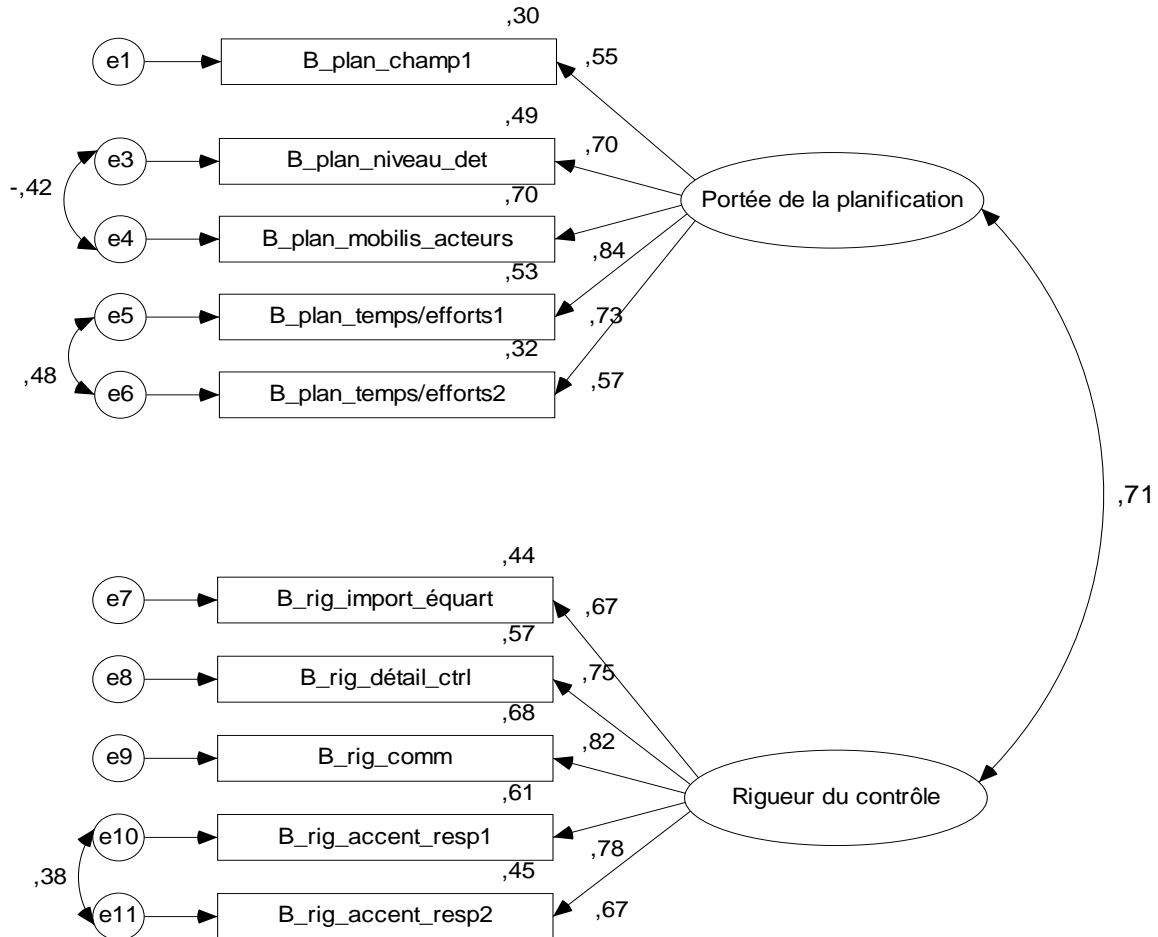 ,30
e1
B_plan_champ1
,55
,49
e3
B_plan_niveau_det
,70
-,42
,70
Portée de la planification
e4
B_plan_mobilis_acteurs
,84
,53
e5
B_plan_temps/efforts1
,73
,32
,48
e6
B_plan_temps/efforts2
,57
,71
,44
e7
B_rig_import_équart
,67
,57
e8
B_rig_détail_ctrl
,75
,68
e9
B_rig_comm
,82
,61
Rigueur du contrôle
e10
B_rig_accent_resp1
,78
,38
,45
e11
B_rig_accent_resp2
,67